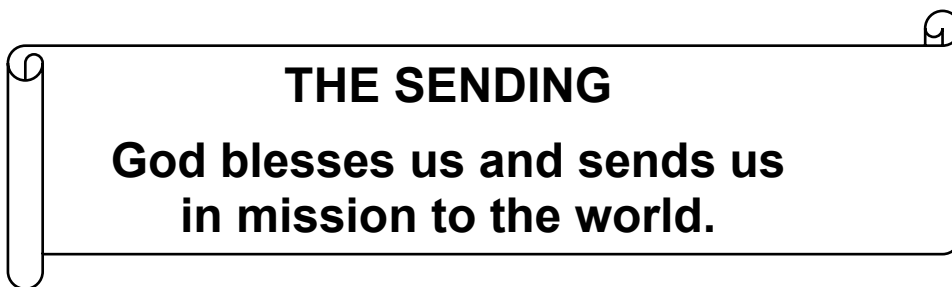 THE SENDING
God blesses us and sends us
in mission to the world.